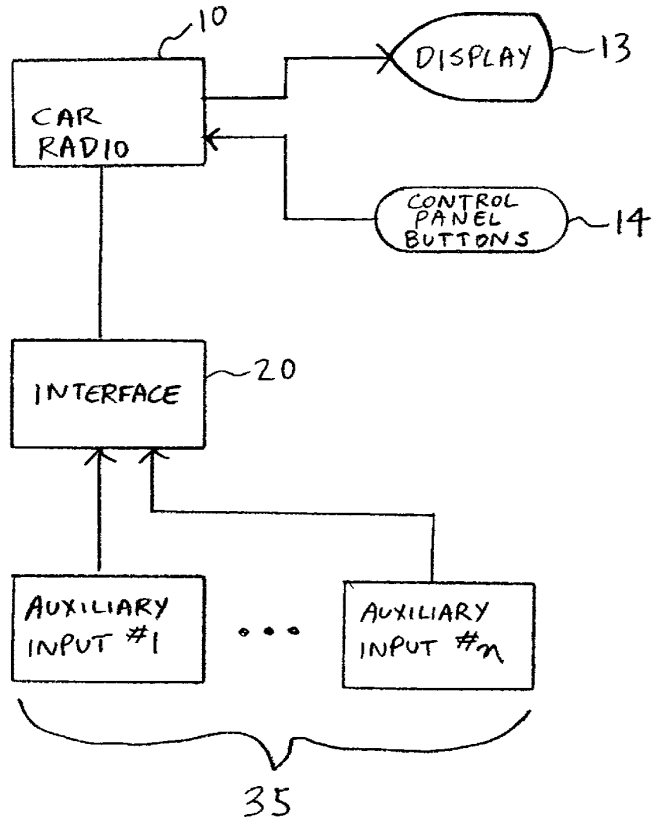 10
CAR
RADIO
DISPLAY
13
CONTROL
PANEL
BUTTONS
14
INTERFACE
20
AUXILIARY
INPUT #1
• • •
AUXILIARY
INPUT #n
35